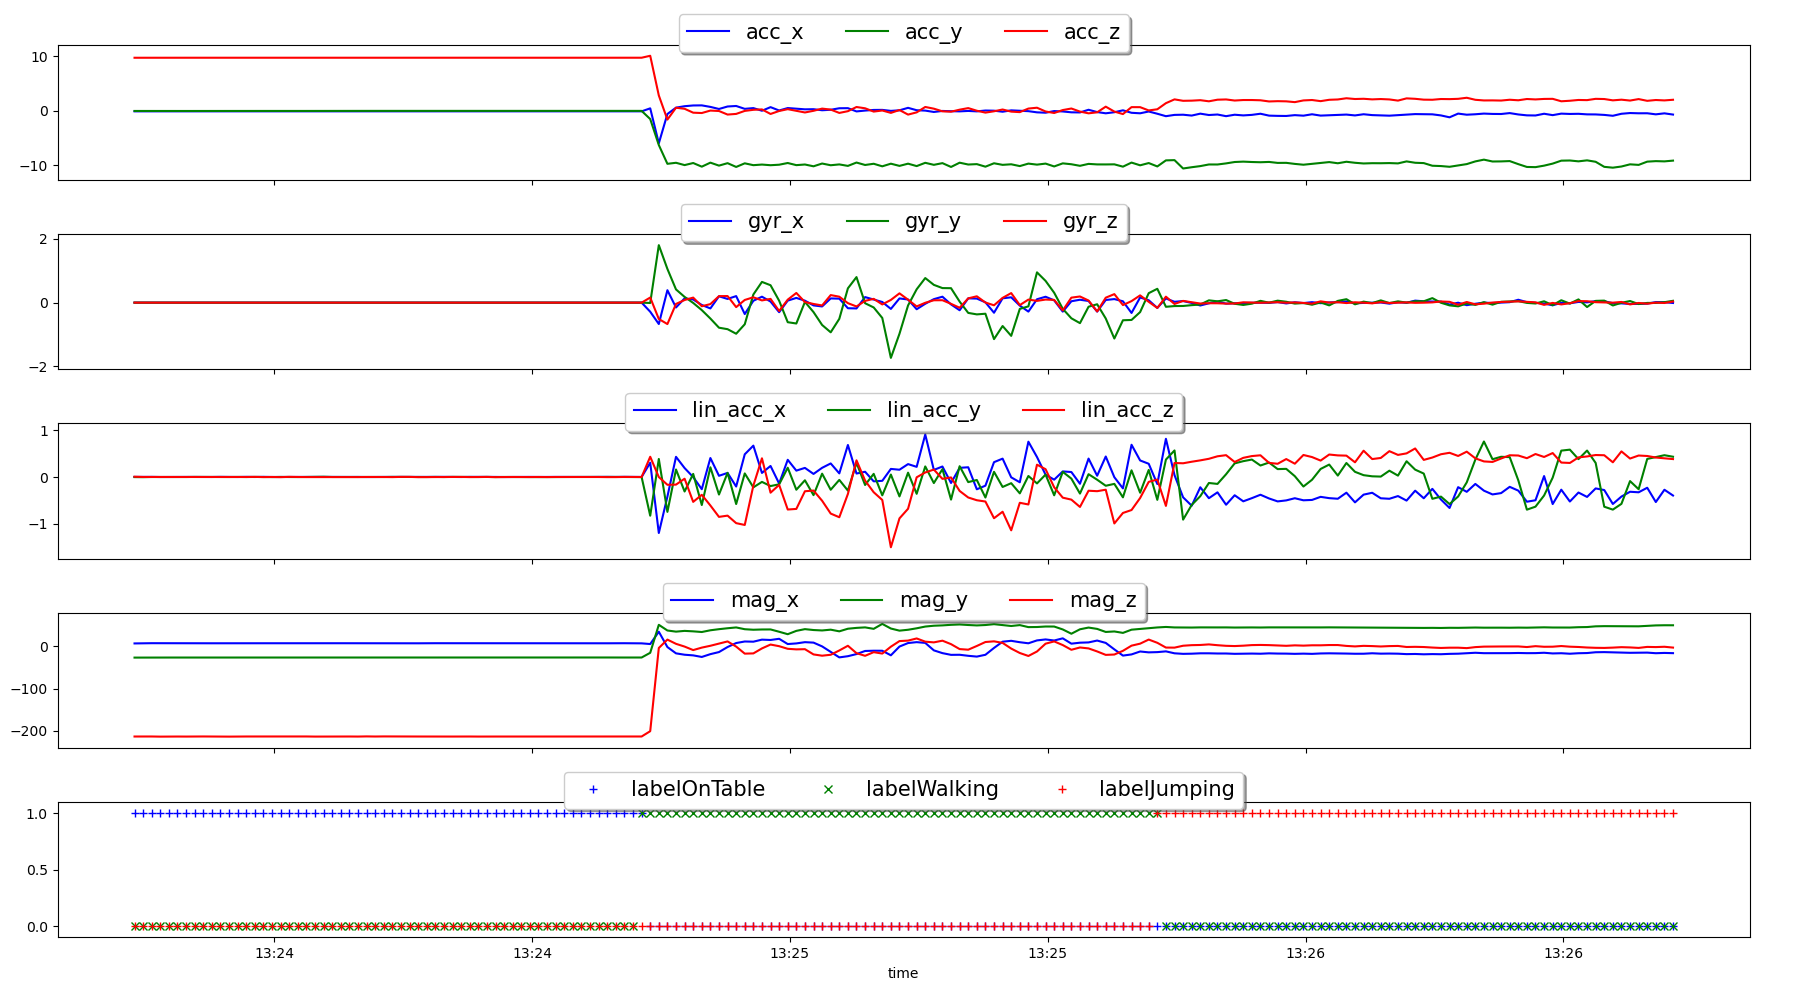 acc_x acc_y acc_z
10
0
−10
gyr_x gyr_y gyr_z
2
0
−2
lin_acc_x lin_acc_y lin_acc_z
1
0
−1
mag_x mag_y mag_z
0
−100
−200
labelOnTable labelWalking labelJumping
1.0
0.5
0.0
13:24 13:24 13:25 13:25 13:26 13:26
time